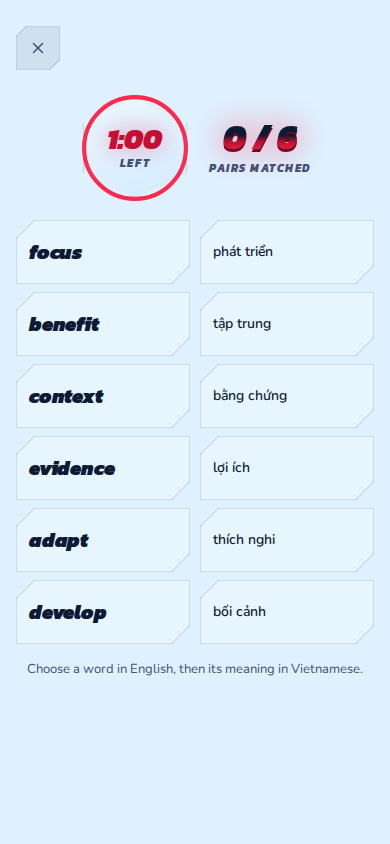 1:00
LEFT
0/6
PAIRS MATCHED
focus
phát triển
benefit
tập trung
context
bằng chứng
evidence
lợi ích
adapt
thích nghi
develop
bối cảnh
Choose a word in English, then its meaning in Vietnamese.